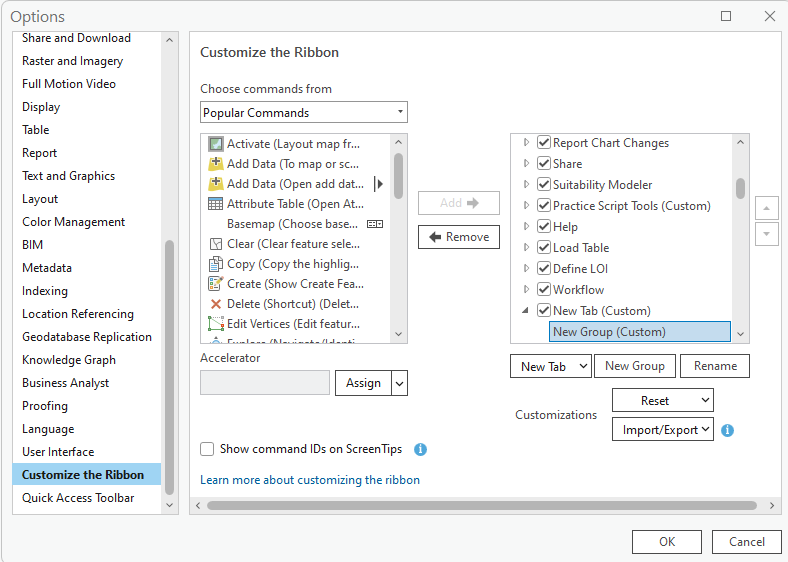 Options
Share and Download
Raster and Imagery
Full Motion Video
Display
Table
Report
Text and Graphics
Layout
Color Management
BIM
Metadata
Indexing
Location Referencing
Geodatabase Replication
Knowledge Graph
Business Analyst
Proofing
Language
User Interface
Customize the Ribbon
Quick Access Toolbar
Customize the Ribbon
Choose commands from
Popular Commands
Activate (Layout map fr...
Add Data (To map or sc...
Add Data (Open add dat...
Attribute Table (Open At...
Basemap (Choose base...
Clear (Clear feature sele...
Copy (Copy the highlig...
Create (Show Create Fea...
Delete (Shortcut) (Delet...
Edit Vertices (Edit featur...
Explore (Navigate/Identi...
Accelerator
Assign
Show command IDs on ScreenTips
Learn more about customizing the ribbon
Add
Remove
Report Chart Changes
Share
Suitability Modeler
Practice Script Tools (Custom)
Help
Load Table
Define LOI
Workflow
New Tab (Custom)
New Group (Custom)
New Tab
New Group
Rename
Customizations
Reset
Import/Export
OK
Cancel